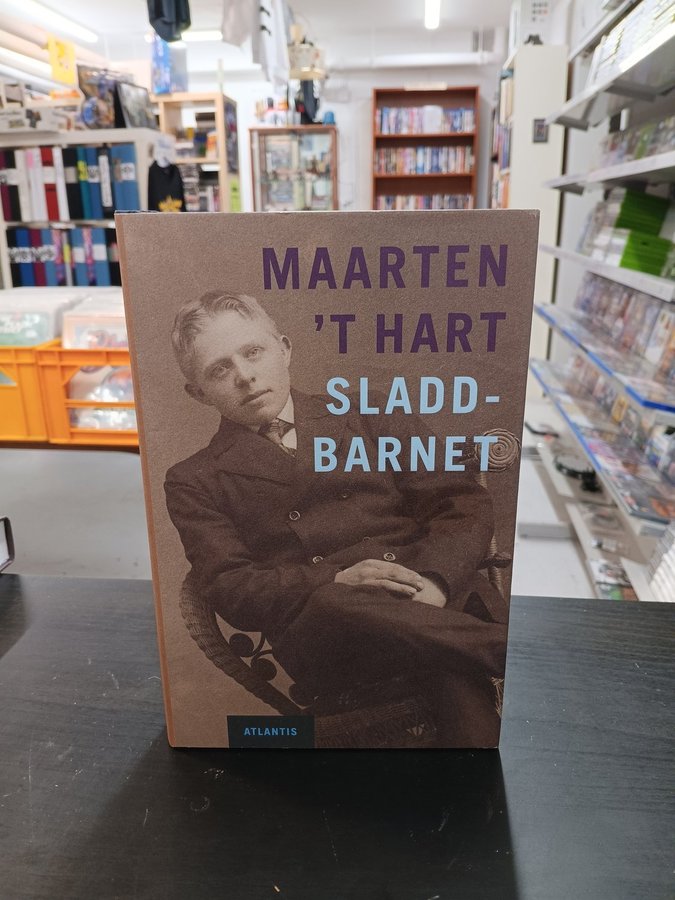 MAARTEN
'T HART
SLADD-
BARNET
ATLANTIS